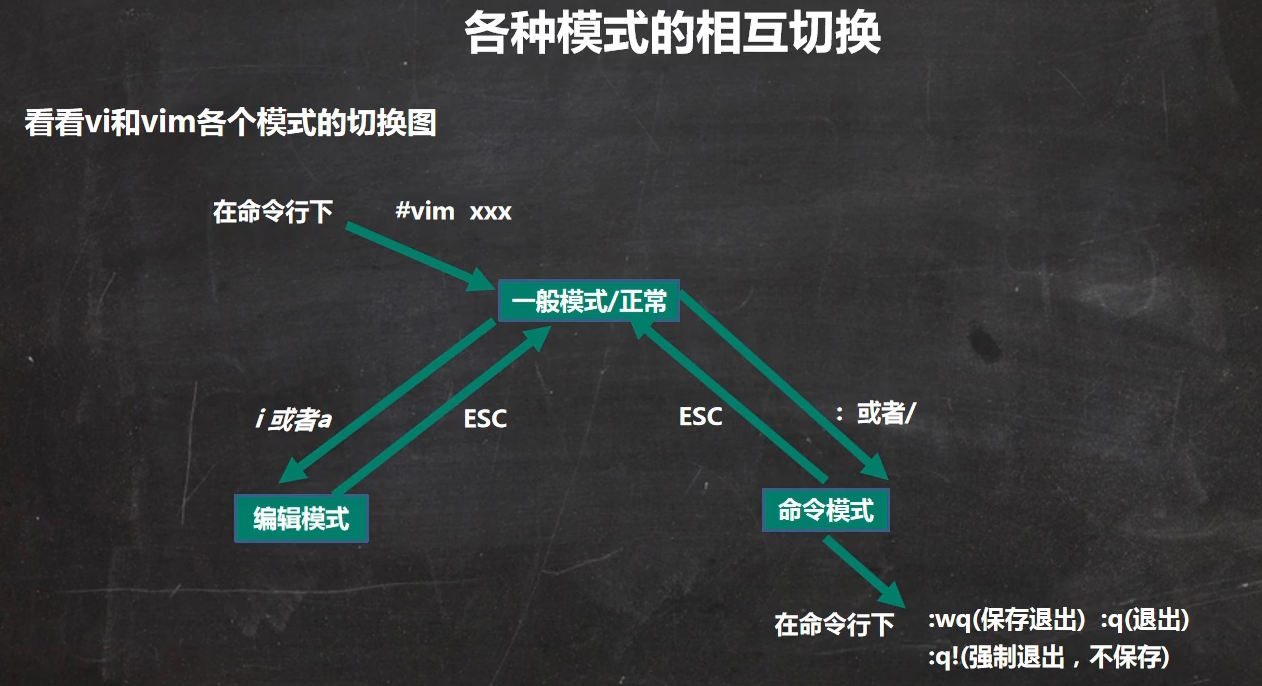 各种模式的相互切换
看看vi和vim各个模式的切换图
在命令行下 #vim xxx
一般模式/正常
i 或者a
ESC
ESC
: 或者/
编辑模式
命令模式
在命令行下
:wq(保存退出) :q(退出)
:q!(强制退出，不保存)